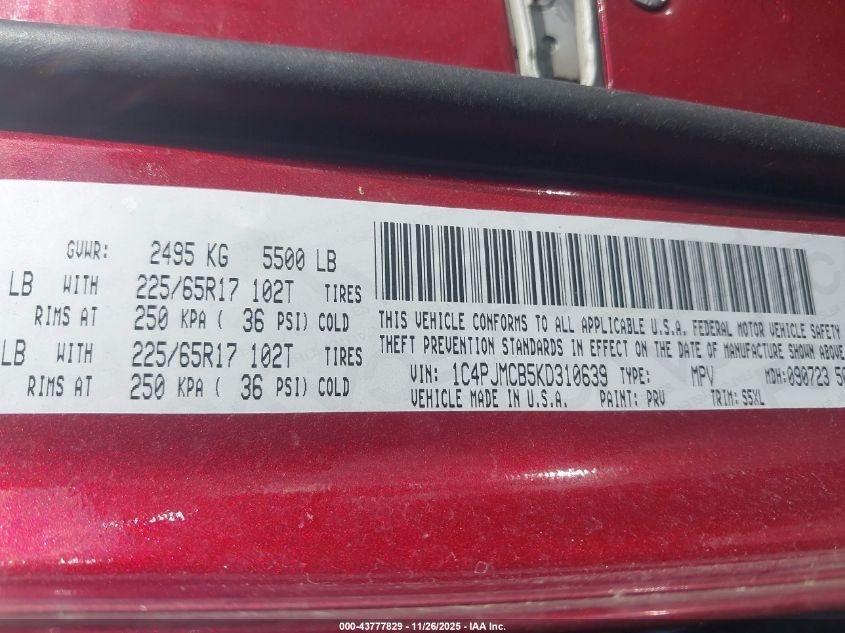 GVWR: 2495 KG 5500 LB
LB WITH 225/65R17 102T TIRES
RIMS AT 250 KPA ( 36 PSI) COLD
LB WITH 225/65R17 102T TIRES
RIMS AT 250 KPA ( 36 PSI) COLD
THIS VEHICLE CONFORMS TO ALL APPLICABLE U.S.A. FEDERAL MOTOR VEHICLE SAFETY
THEFT PREVENTION STANDARDS IN EFFECT ON THE DATE OF MANUFACTURE SHOWN ABOVE
VIN: 1C4PJMCB5KD310639 TYPE: MPV MDH: 090723
VEHICLE MADE IN U.S.A. PAINT: PRV TRIM: S5XL
000-43777829 - 11/26/2025 - IAA Inc.